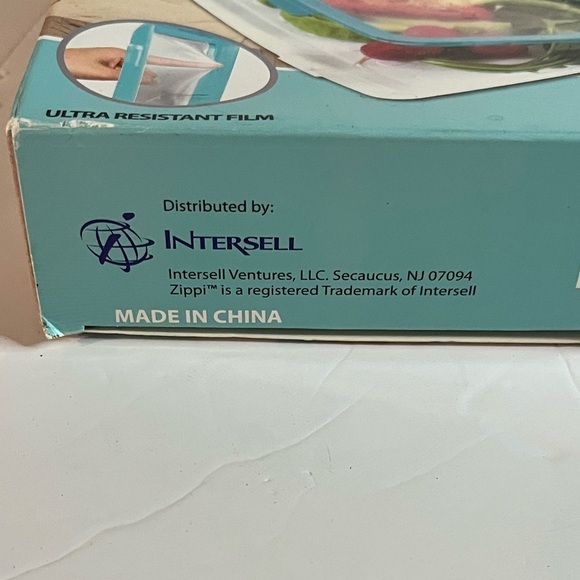 ULTRA RESISTANT FILM
Distributed by:
INTERSELL
Intersell Ventures, LLC. Secaucus, NJ 07094
Zippi™ is a registered Trademark of Intersell
MADE IN CHINA